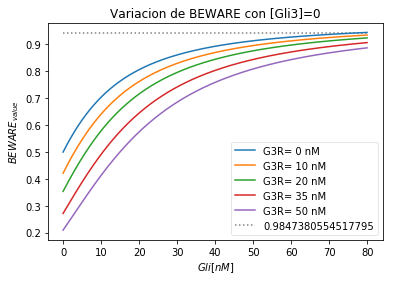 Variacion de BEWARE con [Gli3]=0
BEWARE_value
0.9
0.8
0.7
0.6
0.5
0.4
0.3
0.2
G3R= 0 nM
G3R= 10 nM
G3R= 20 nM
G3R= 35 nM
G3R= 50 nM
0.9847380554517795
0 10 20 30 40 50 60 70 80
Gli[nM]